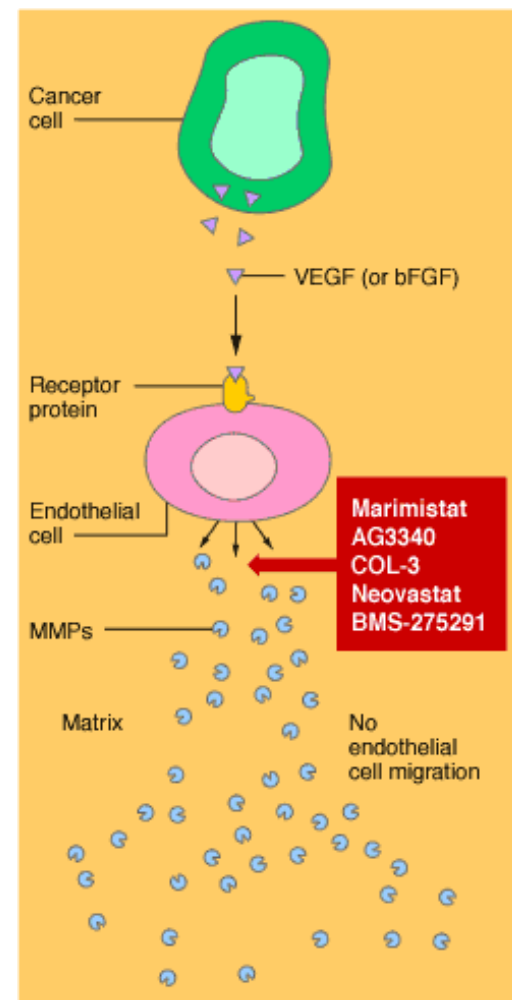 Cancer
cell
VEGF (or bFGF)
Receptor
protein
Endothelial
cell
Marimistat
AG3340
COL-3
Neovastat
BMS-275291
MMPs
Matrix
No
endothelial
cell migration